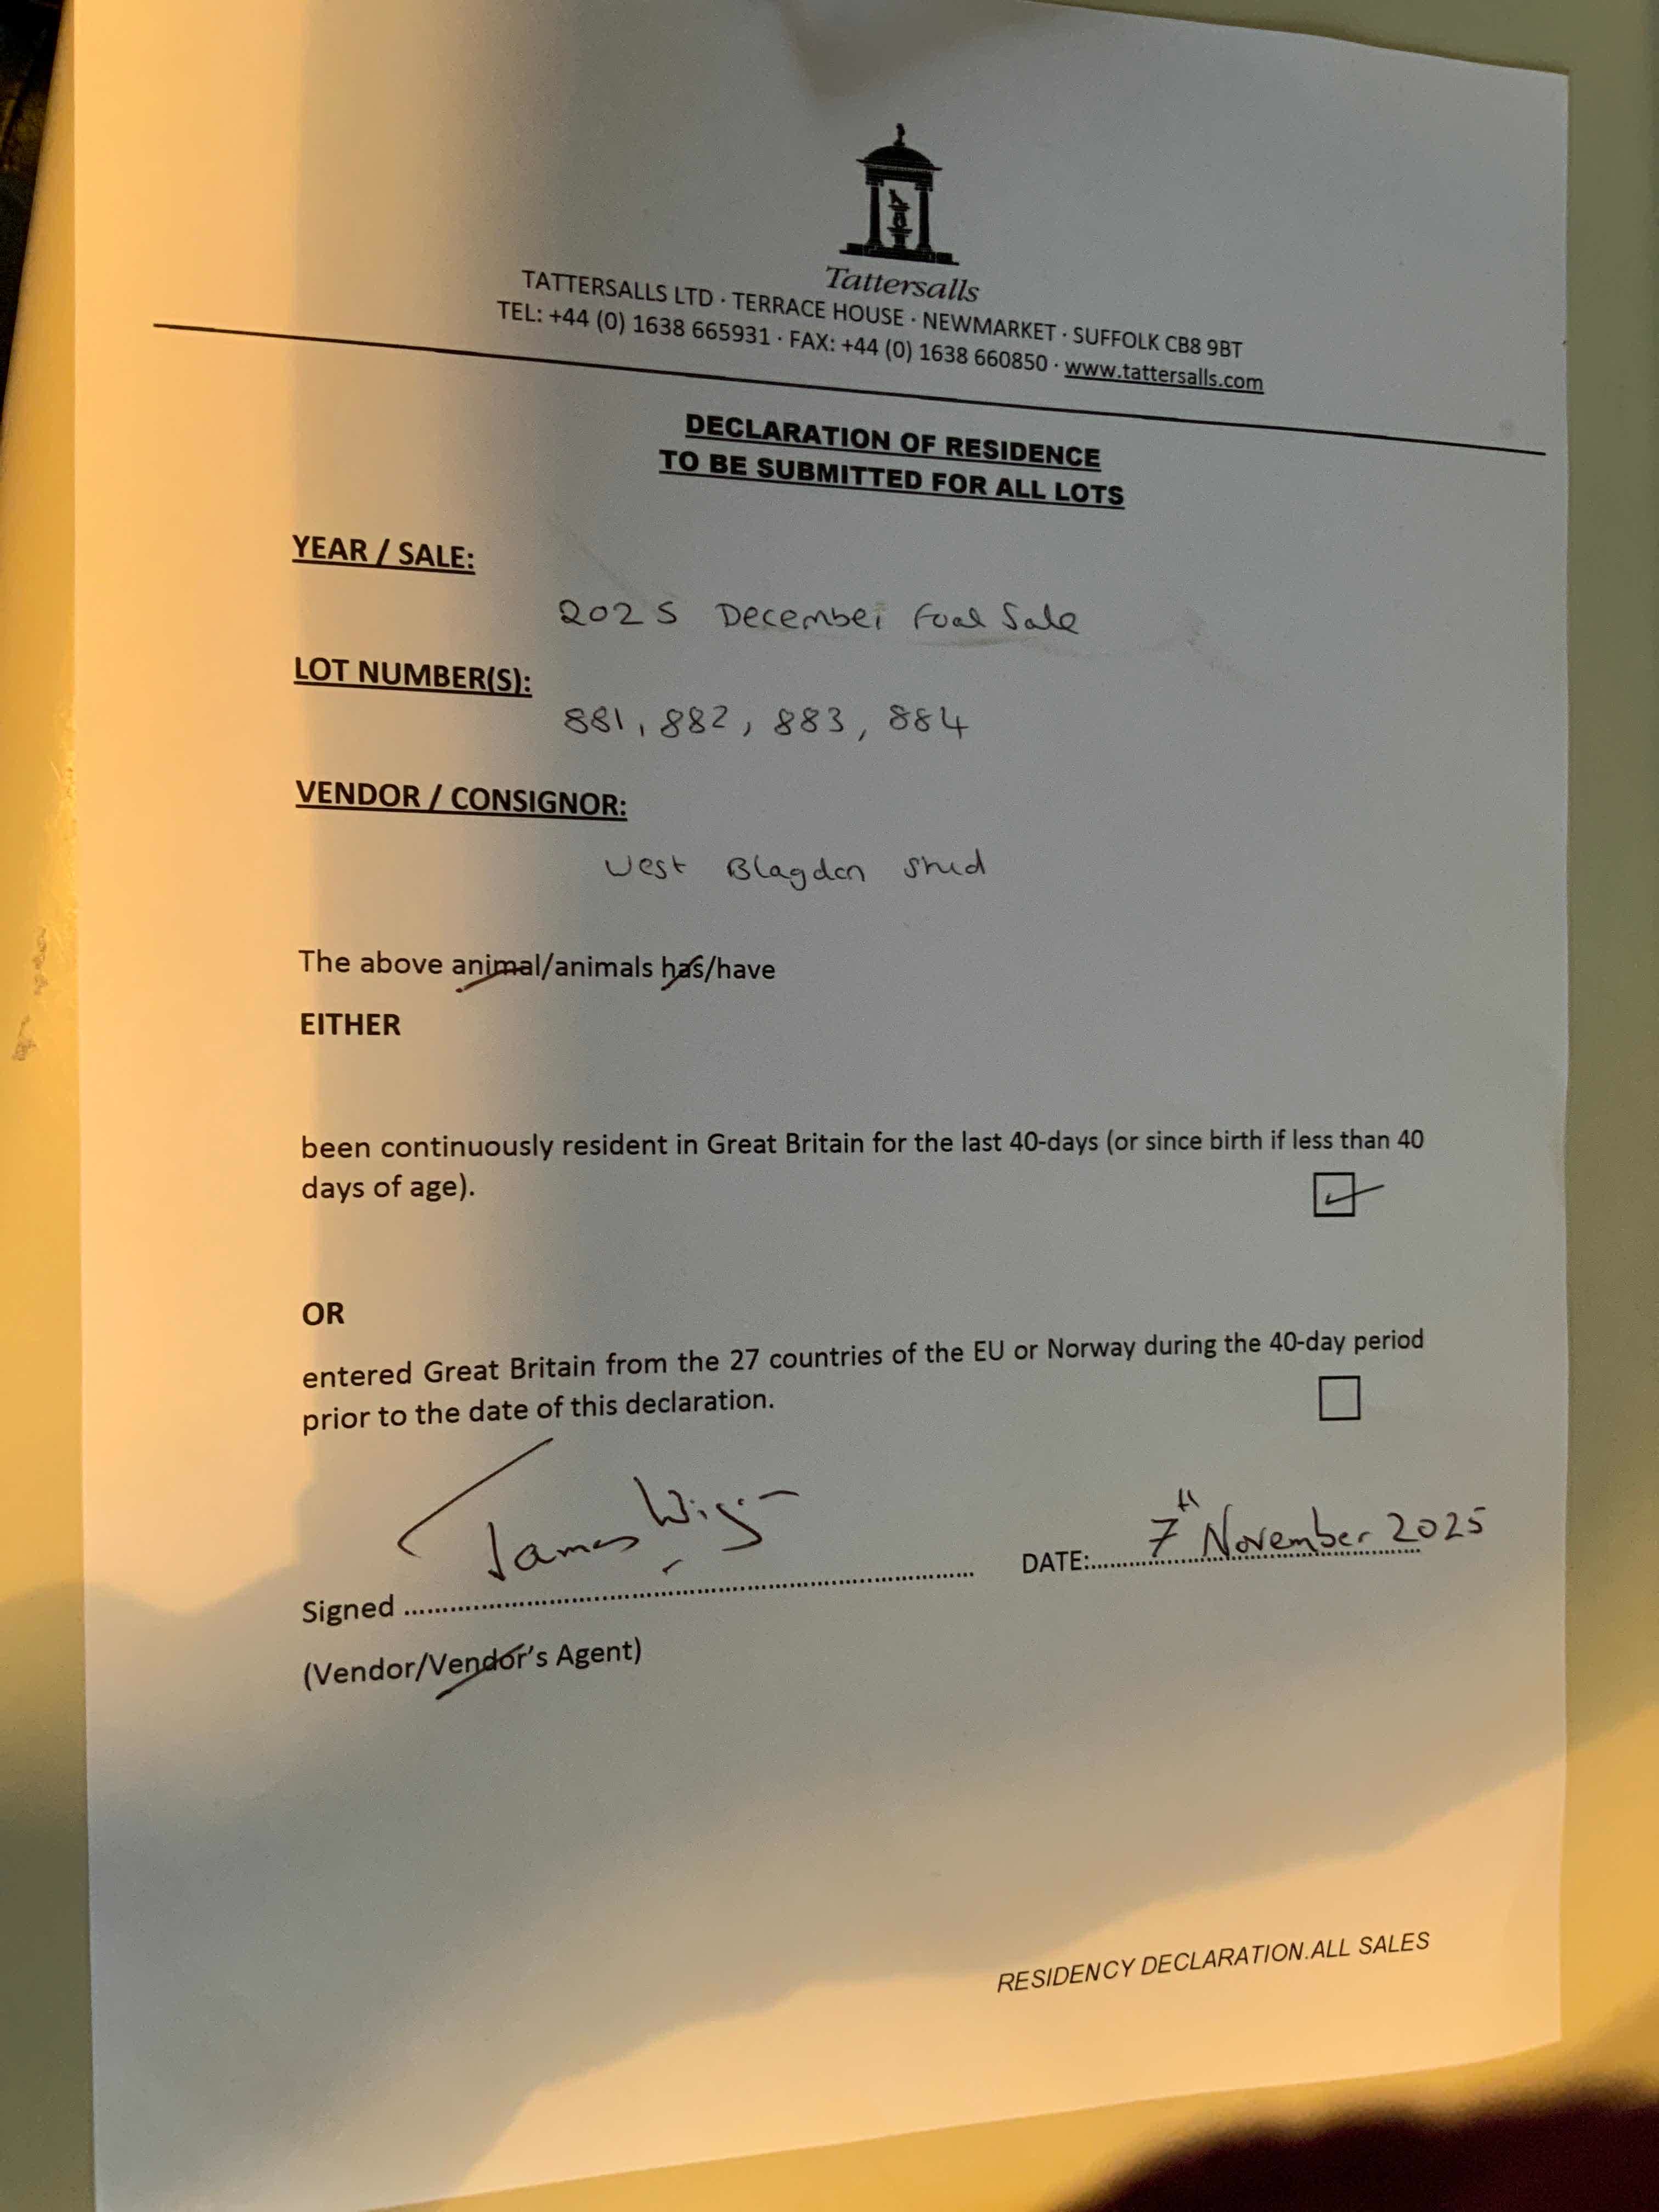 Tattersalls
TATTERSALLS LTD · TERRACE HOUSE · NEWMARKET · SUFFOLK CB8 9BT
TEL: +44 (0) 1638 665931 · FAX: +44 (0) 1638 660850 · www.tattersalls.com
DECLARATION OF RESIDENCE
TO BE SUBMITTED FOR ALL LOTS
YEAR / SALE:
2025 December Foal Sale
LOT NUMBER(S):
881, 882, 883, 884
VENDOR / CONSIGNOR:
West Blagdon Stud
The above animal/animals has/have
EITHER
been continuously resident in Great Britain for the last 40-days (or since birth if less than 40
days of age).
OR
entered Great Britain from the 27 countries of the EU or Norway during the 40-day period
prior to the date of this declaration.
Signed James
DATE: 7th November 2025
(Vendor/Vendor's Agent)
RESIDENCY DECLARATION.ALL SALES